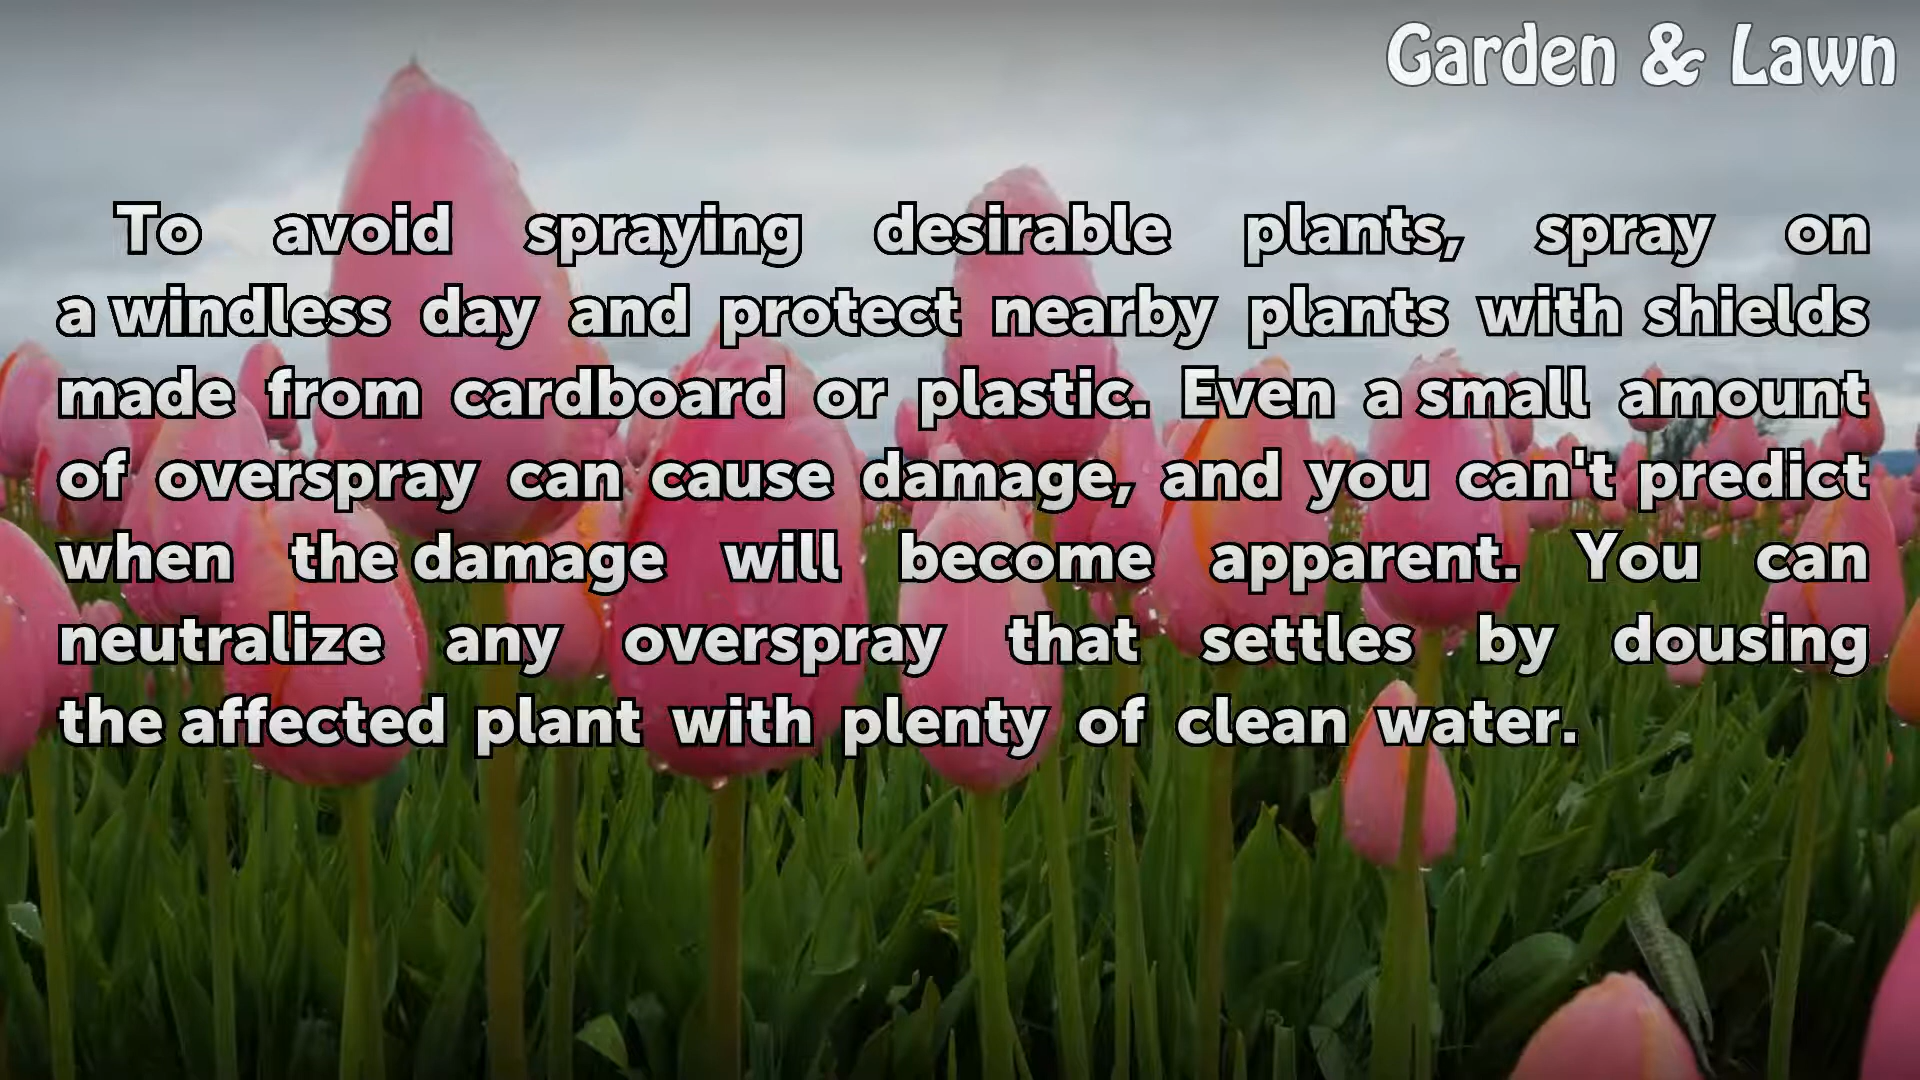 Garden & Lawn
To avoid spraying desirable plants, spray on
a windless day and protect nearby plants with shields
made from cardboard or plastic. Even a small amount
of overspray can cause damage, and you can't predict
when the damage will become apparent. You can
neutralize any overspray that settles by dousing
the affected plant with plenty of clean water.